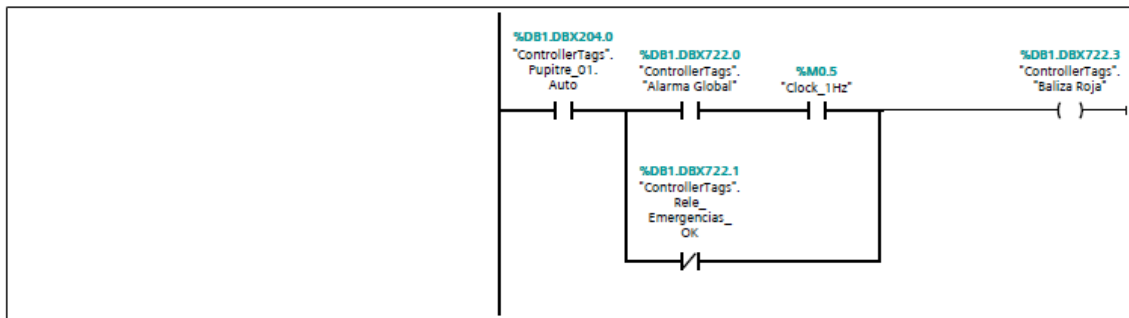 %DB1.DBX204.0
"ControllerTags".
Pupitre_01.
Auto
%DB1.DBX722.0
"ControllerTags".
"Alarma Global"
%M0.5
"Clock_1Hz"
%DB1.DBX722.3
"ControllerTags".
"Baliza Roja"
%DB1.DBX722.1
"ControllerTags".
Rele_
Emergencias_
OK